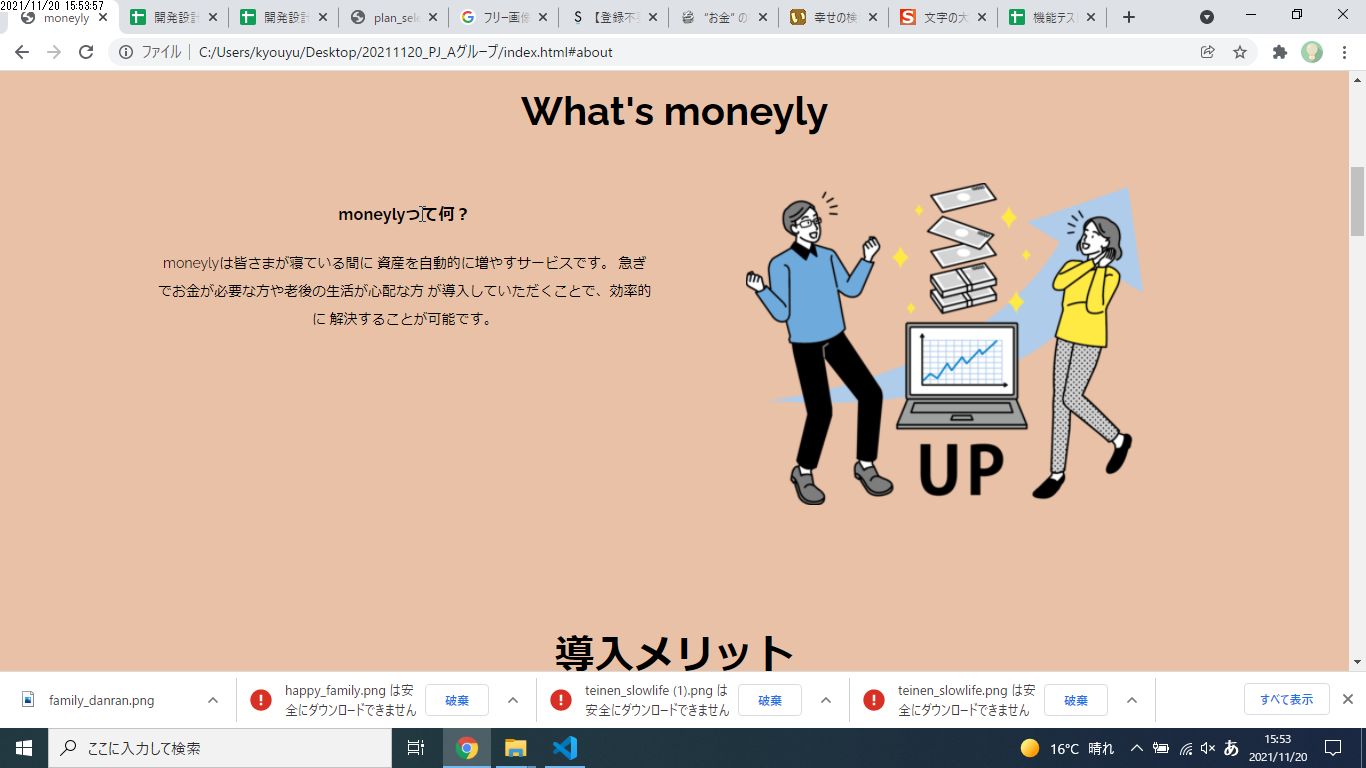 2021/11/20 15:53:57
moneyly
開発設計
開発設計
plan_sele
フリー画像
【登録不要
“お金” の
幸せの検
文字の大
機能テスト
ファイル
C:/Users/kyouyu/Desktop/20211120_PJ_Aグループ/index.html#about
What's moneyly
moneylyって何？
moneylyは皆さまが寝ている間に 資産を自動的に増やすサービスです。 急ぎ
でお金が必要な方や老後の生活が心配な方 が導入していただくことで、効率的
に 解決することが可能です。
UP
導入メリット
family_danran.png
happy_family.png は安
全にダウンロードできません
破棄
teinen_slowlife (1).png は
安全にダウンロードできません
破棄
teinen_slowlife.png は安
全にダウンロードできません
破棄
すべて表示
ここに入力して検索
16°C 晴れ
あ
15:53
2021/11/20